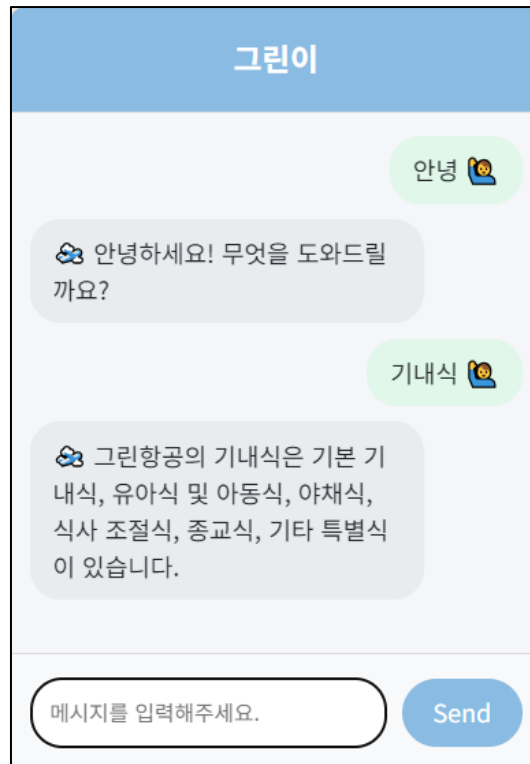 그린이
안녕 🙋
🌬 안녕하세요! 무엇을 도와드릴
까요?
기내식 🙋
🌬 그린항공의 기내식은 기본 기
내식, 유아식 및 아동식, 야채식,
식사 조절식, 종교식, 기타 특별식
이 있습니다.
메시지를 입력해주세요.
Send